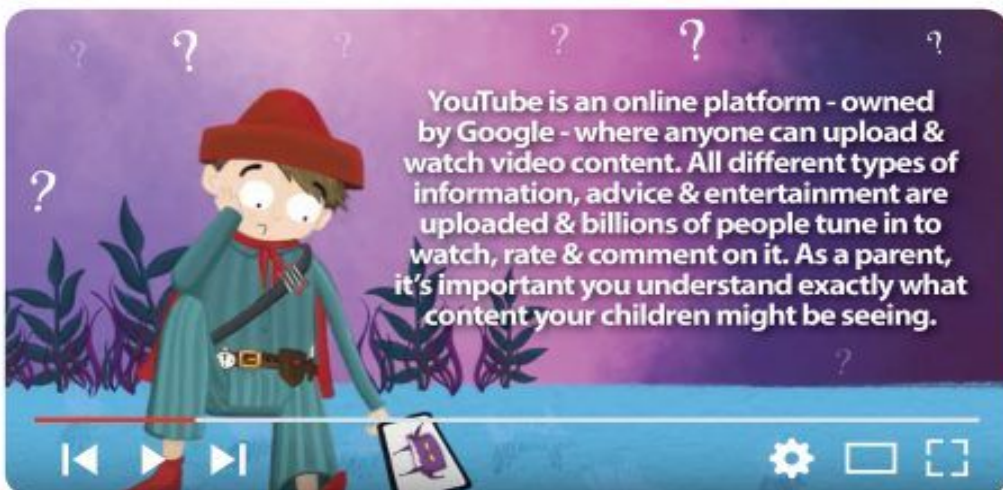 YouTube is an online platform - owned
by Google - where anyone can upload &
watch video content. All different types of
information, advice & entertainment are
uploaded & billions of people tune in to
watch, rate & comment on it. As a parent,
it's important you understand exactly what
content your children might be seeing.